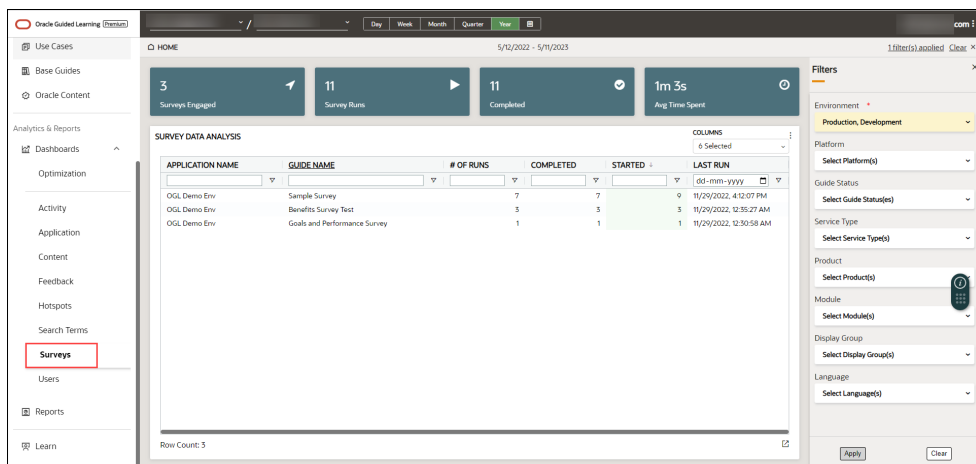 Oracle Guided Learning Premium
/
Day Week Month Quarter Year
com
Use Cases
Base Guides
Oracle Content
Analytics & Reports
Dashboards
Optimization
Activity
Application
Content
Feedback
Hotspots
Search Terms
Surveys
Users
Reports
Learn
HOME
5/12/2022 - 5/11/2023
1 filter(s) applied Clear ×
3
Surveys Engaged
11
Survey Runs
11
Completed
1m 3s
Avg Time Spent
SURVEY DATA ANALYSIS
COLUMNS
6 Selected
APPLICATION NAME GUIDE NAME # OF RUNS COMPLETED STARTED LAST RUN
dd-mm-yyyy
OGL Demo Env Sample Survey 7 7 9 11/29/2022, 4:12:07 PM
OGL Demo Env Benefits Survey Test 3 3 3 11/29/2022, 12:35:27 AM
OGL Demo Env Goals and Performance Survey 1 1 1 11/29/2022, 12:30:58 AM
Row Count: 3
Filters
Environment *
Production, Development
Platform
Select Platform(s)
Guide Status
Select Guide Status(es)
Service Type
Select Service Type(s)
Product
Select Product(s)
Module
Select Module(s)
Display Group
Select Display Group(s)
Language
Select Language(s)
Apply Clear